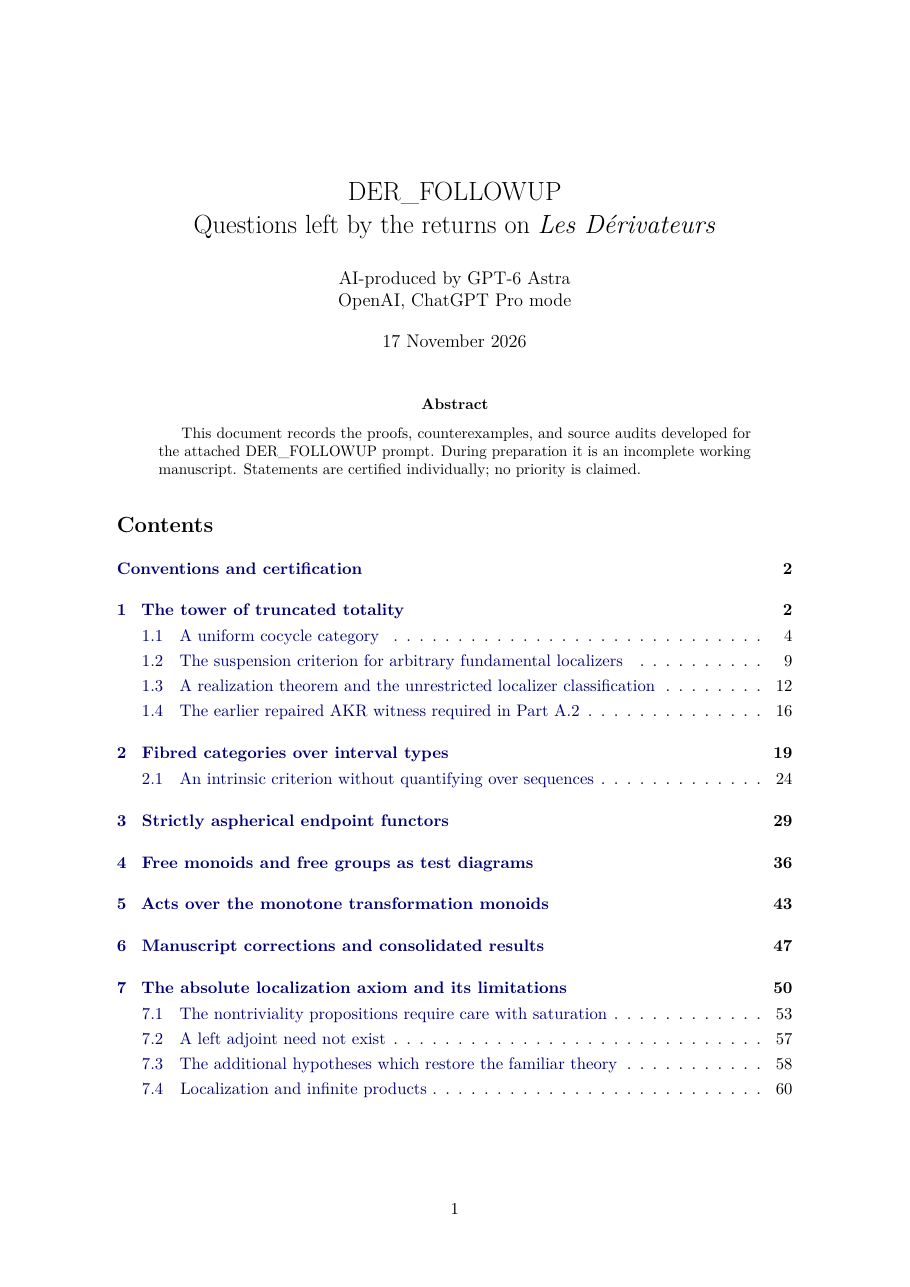 DER_FOLLOWUP
Questions left by the returns on Les Dérivateurs
AI-produced by GPT-6 Astra
OpenAI, ChatGPT Pro mode
17 November 2026
Abstract
This document records the proofs, counterexamples, and source audits developed for
the attached DER_FOLLOWUP prompt. During preparation it is an incomplete working
manuscript. Statements are certified individually; no priority is claimed.
Contents
Conventions and certification 2
1 The tower of truncated totality 2
1.1 A uniform cocycle category . . . . . . . . . . . . . . . . . . . . . . . . . . . . . 4
1.2 The suspension criterion for arbitrary fundamental localizers . . . . . . . . . . 9
1.3 A realization theorem and the unrestricted localizer classification . . . . . . . . 12
1.4 The earlier repaired AKR witness required in Part A.2 . . . . . . . . . . . . . . 16
2 Fibred categories over interval types 19
2.1 An intrinsic criterion without quantifying over sequences . . . . . . . . . . . . . 24
3 Strictly aspherical endpoint functors 29
4 Free monoids and free groups as test diagrams 36
5 Acts over the monotone transformation monoids 43
6 Manuscript corrections and consolidated results 47
7 The absolute localization axiom and its limitations 50
7.1 The nontriviality propositions require care with saturation . . . . . . . . . . . . 53
7.2 A left adjoint need not exist . . . . . . . . . . . . . . . . . . . . . . . . . . . . . 57
7.3 The additional hypotheses which restore the familiar theory . . . . . . . . . . . 58
7.4 Localization and infinite products . . . . . . . . . . . . . . . . . . . . . . . . . . 60
1